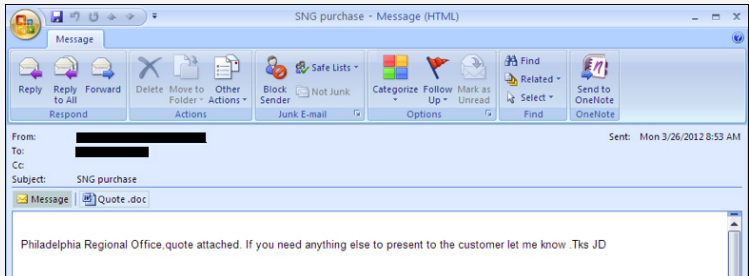 SNG purchase - Message (HTML)
Message
Reply
Reply to All
Forward
Delete
Move to Folder
Other Actions
Block Sender
Safe Lists
Not Junk
Categorize
Follow Up
Mark as Unread
Find
Related
Select
Send to OneNote
Respond
Actions
Junk E-mail
Options
Find
OneNote
From:
Sent: Mon 3/26/2012 8:53 AM
To:
Cc:
Subject: SNG purchase
Message Quote .doc
Philadelphia Regional Office,quote attached. If you need anything else to present to the customer let me know .Tks JD